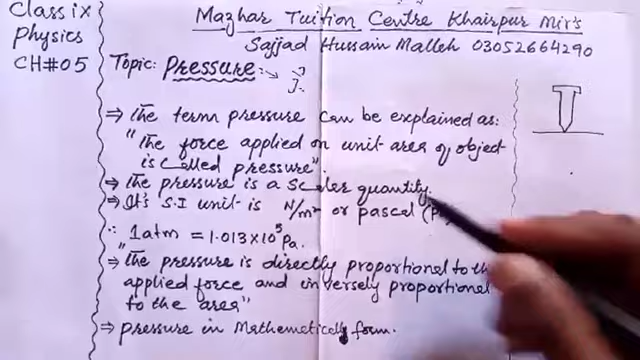 Class ix
Physics
CH#05
Mazhar Tuition Centre Khairpur Mir's
Sajjad Hussain Malleh 03052664290
Topic: Pressure:
⇒ The term pressure can be explained as:
"The force applied on unit area of object
is called pressure".
⇒ The pressure is a Scaler quantity.
⇒ It's S.I unit is N/m² or pascal (
∴ 1atm = 1.013×10⁵Pa.
⇒ "The pressure is directly proportional to the
applied force and inversely proportional
to the area"
⇒ pressure in Mathemetically form.